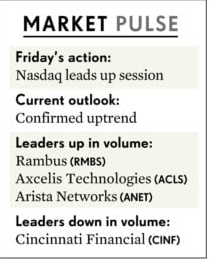 MARKET PULSE
Friday's action:
Nasdaq leads up session
Current outlook:
Confirmed uptrend
Leaders up in volume:
Rambus (RMBS)
Axcelis Technologies (ACLS)
Arista Networks (ANET)
Leaders down in volume:
Cincinnati Financial (CINF)